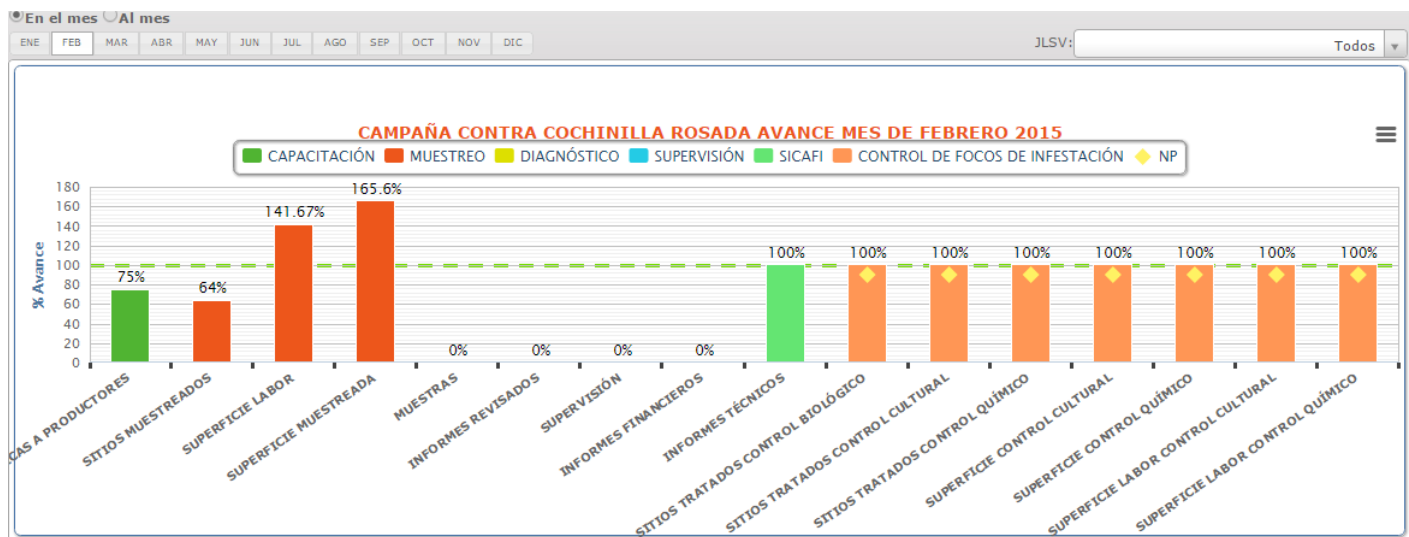 En el mes Al mes
ENE FEB MAR ABR MAY JUN JUL AGO SEP OCT NOV DIC JLSV: Todos
CAMPAÑA CONTRA COCHINILLA ROSADA AVANCE MES DE FEBRERO 2015
CAPACITACIÓN MUESTREO DIAGNÓSTICO SUPERVISIÓN SICAFI CONTROL DE FOCOS DE INFESTACIÓN NP
% Avance
180
160
140
120
100
80
60
40
20
0
75%
64%
141.67%
165.6%
0%
0%
0%
0%
100%
100%
100%
100%
100%
100%
100%
100%
A PRODUCTORES
SITIOS MUESTREADOS
SUPERFICIE LABOR
SUPERFICIE MUESTREADA
MUESTRAS
INFORMES REVISADOS
SUPERVISIÓN
INFORMES FINANCIEROS
INFORMES TÉCNICOS
SITIOS TRATADOS CONTROL BIOLÓGICO
SITIOS TRATADOS CONTROL CULTURAL
SITIOS TRATADOS CONTROL QUÍMICO
SUPERFICIE CONTROL CULTURAL
SUPERFICIE CONTROL QUÍMICO
SUPERFICIE LABOR CONTROL CULTURAL
SUPERFICIE LABOR CONTROL QUÍMICO